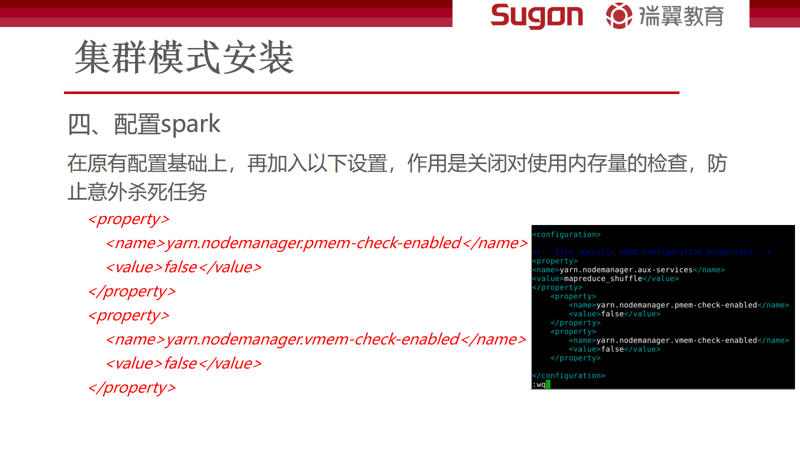 Sugon 瑞翼教育
集群模式安装
四、配置spark
在原有配置基础上，再加入以下设置，作用是关闭对使用内存量的检查，防
止意外杀死任务
<property>
<name>yarn.nodemanager.pmem-check-enabled</name>
<value>false</value>
</property>
<property>
<name>yarn.nodemanager.vmem-check-enabled</name>
<value>false</value>
</property>
<configuration>
<!-- Site specific YARN configuration properties -->
<property>
<name>yarn.nodemanager.aux-services</name>
<value>mapreduce_shuffle</value>
</property>
<property>
<name>yarn.nodemanager.pmem-check-enabled</name>
<value>false</value>
</property>
<property>
<name>yarn.nodemanager.vmem-check-enabled</name>
<value>false</value>
</property>
</configuration>
:wq